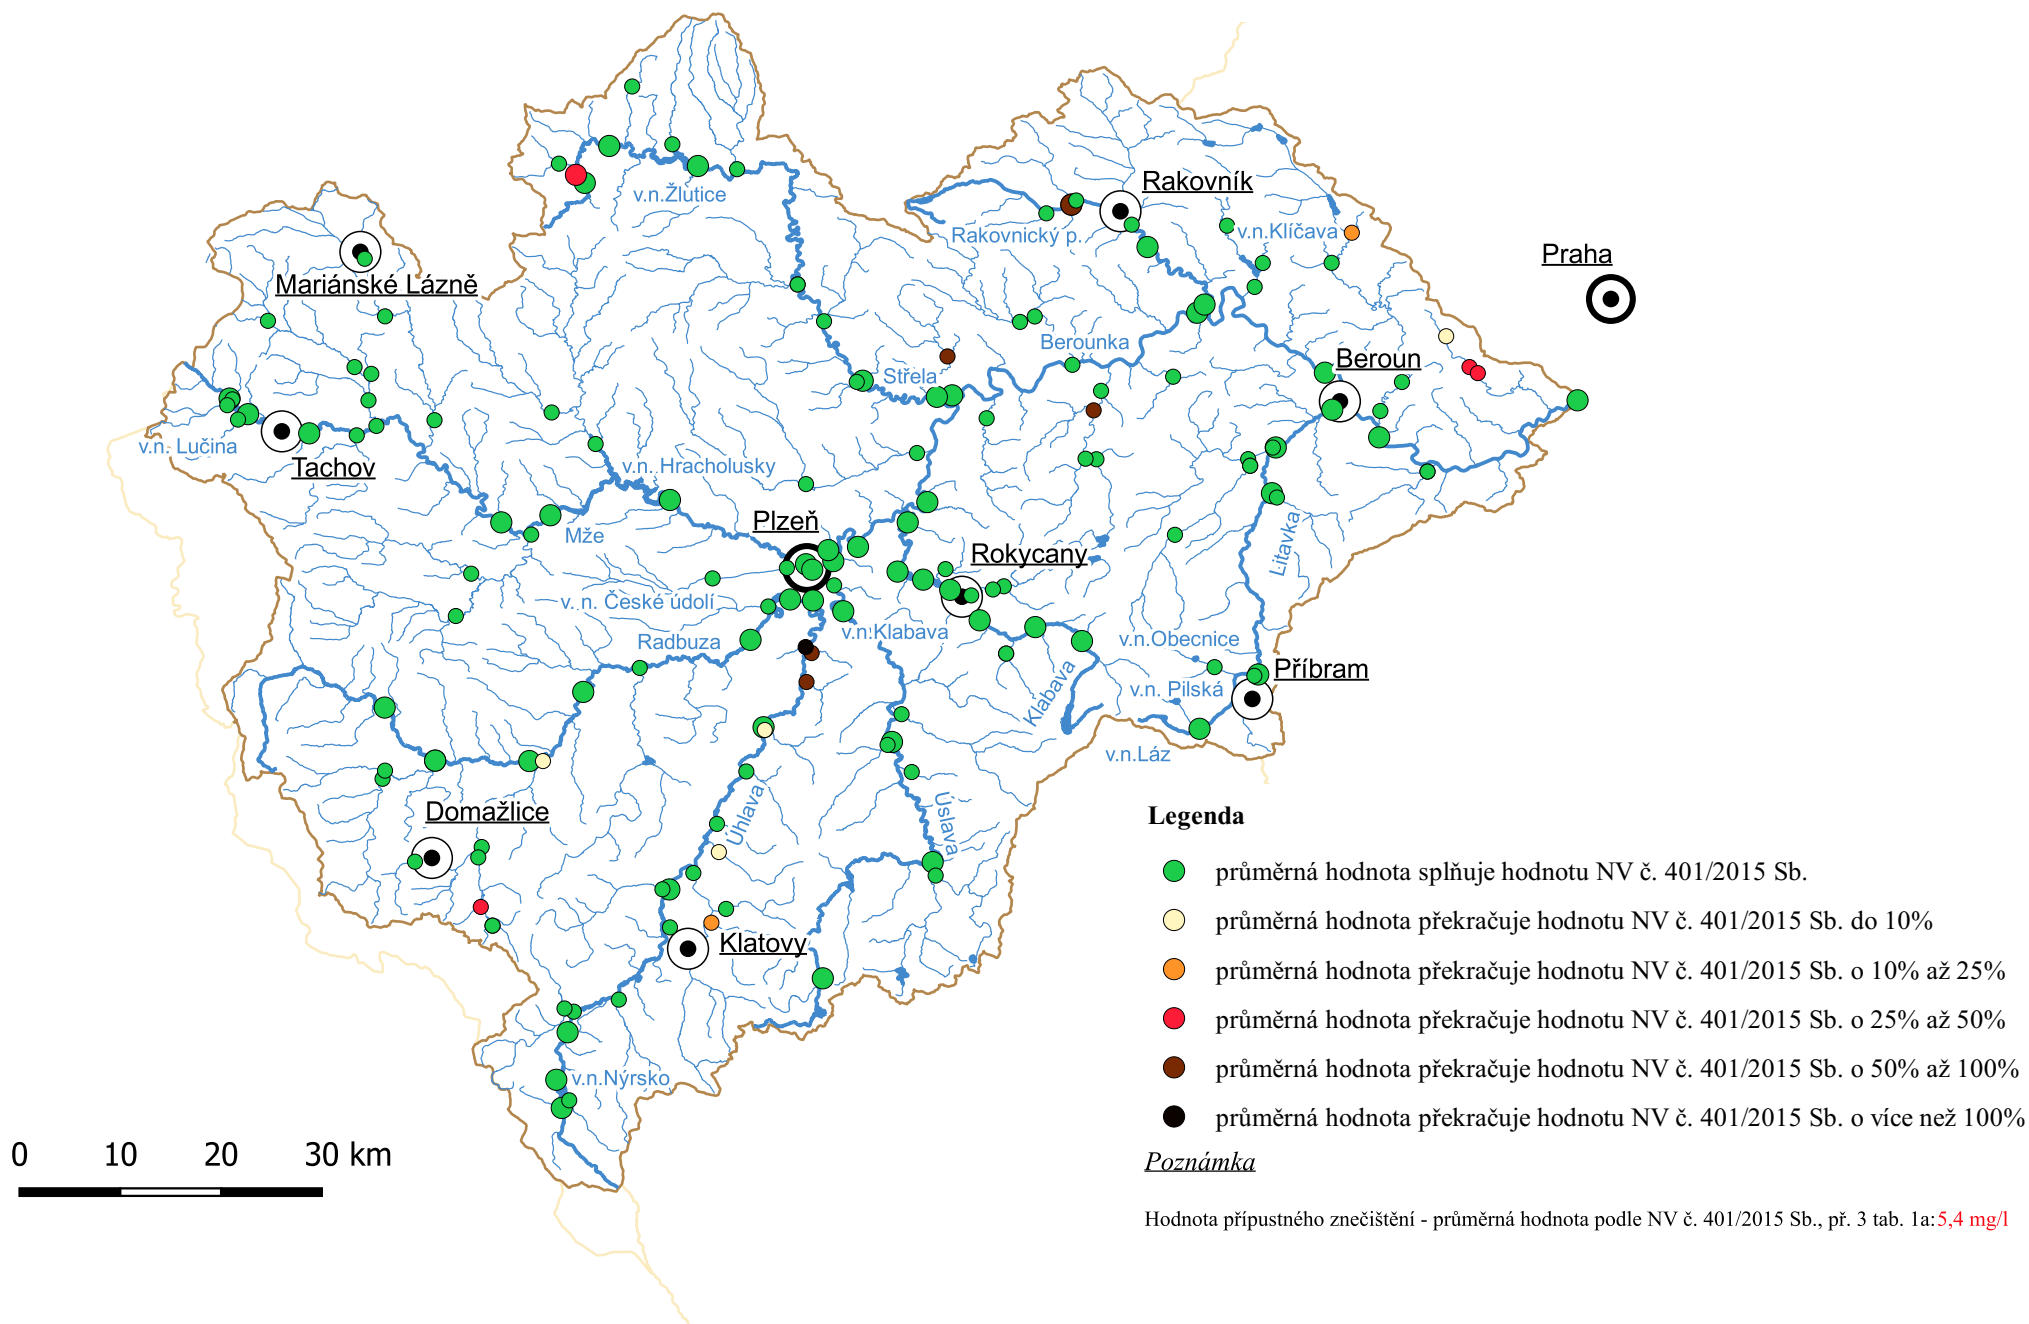 Rakovník
v.n.Žlutice
Rakovnický p.
v.n.Klíčava
Praha
Mariánské Lázně
Berounka
Beroun
Střela
v.n. Lučina
Tachov
v.n. Hracholusky
Plzeň
Mže
Rokycany
Litavka
v. n. České údolí
Radbuza
v.n.Klabava
v.n.Obecnice
Příbram
Klabava
v.n. Pilská
v.n.Láz
Domažlice
Úhlava
Úslava
Klatovy
v.n.Nýrsko
0 10 20 30 km
Legenda
průměrná hodnota splňuje hodnotu NV č. 401/2015 Sb.
průměrná hodnota překračuje hodnotu NV č. 401/2015 Sb. do 10%
průměrná hodnota překračuje hodnotu NV č. 401/2015 Sb. o 10% až 25%
průměrná hodnota překračuje hodnotu NV č. 401/2015 Sb. o 25% až 50%
průměrná hodnota překračuje hodnotu NV č. 401/2015 Sb. o 50% až 100%
průměrná hodnota překračuje hodnotu NV č. 401/2015 Sb. o více než 100%
Poznámka
Hodnota přípustného znečištění - průměrná hodnota podle NV č. 401/2015 Sb., př. 3 tab. 1a:5,4 mg/l